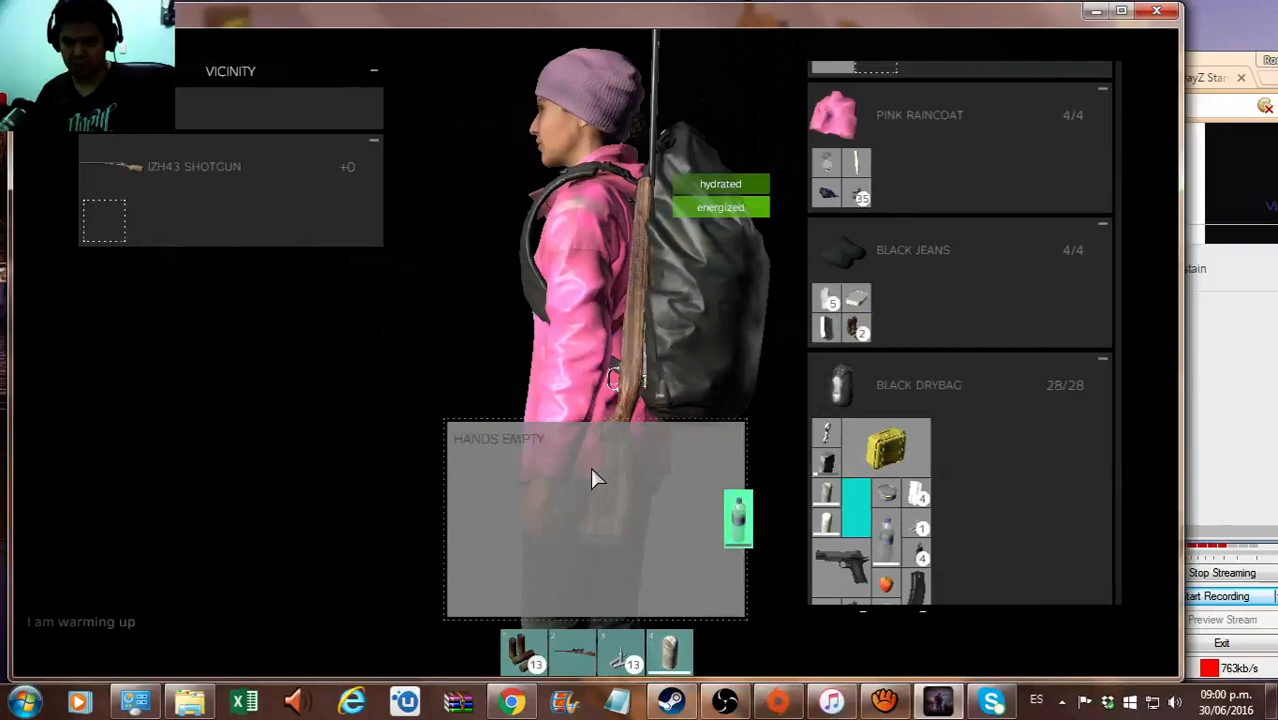 VICINITY
IZH43 SHOTGUN +0
hydrated
energized
PINK RAINCOAT 4/4
35
BLACK JEANS 4/4
5
2
BLACK DRYBAG 28/28
4
1
4
HANDS EMPTY
I am warming up
2
3
13
13
Stop Streaming
Start Recording
Preview Stream
Exit
763kb/s
ES
09:00 p.m.
30/06/2016